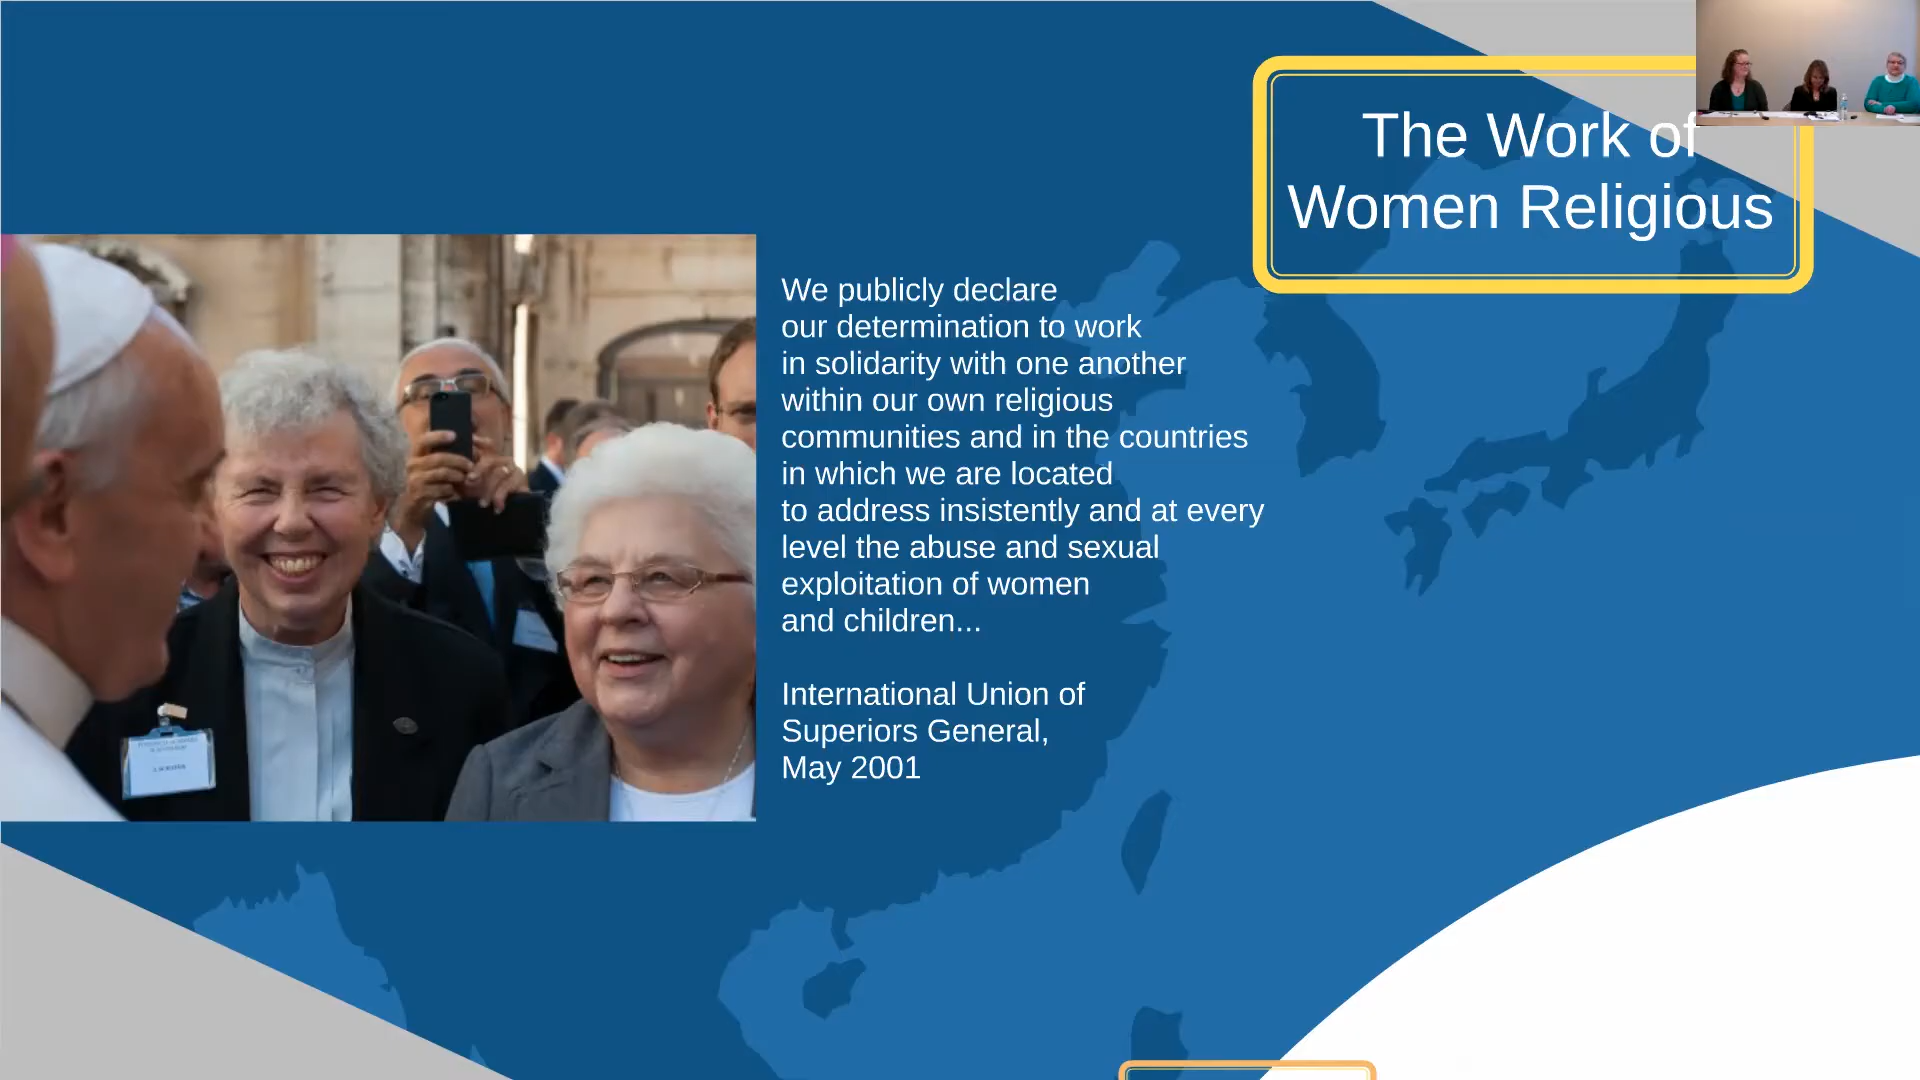 The Work of
Women Religious
We publicly declare
our determination to work
in solidarity with one another
within our own religious
communities and in the countries
in which we are located
to address insistently and at every
level the abuse and sexual
exploitation of women
and children...
International Union of
Superiors General,
May 2001